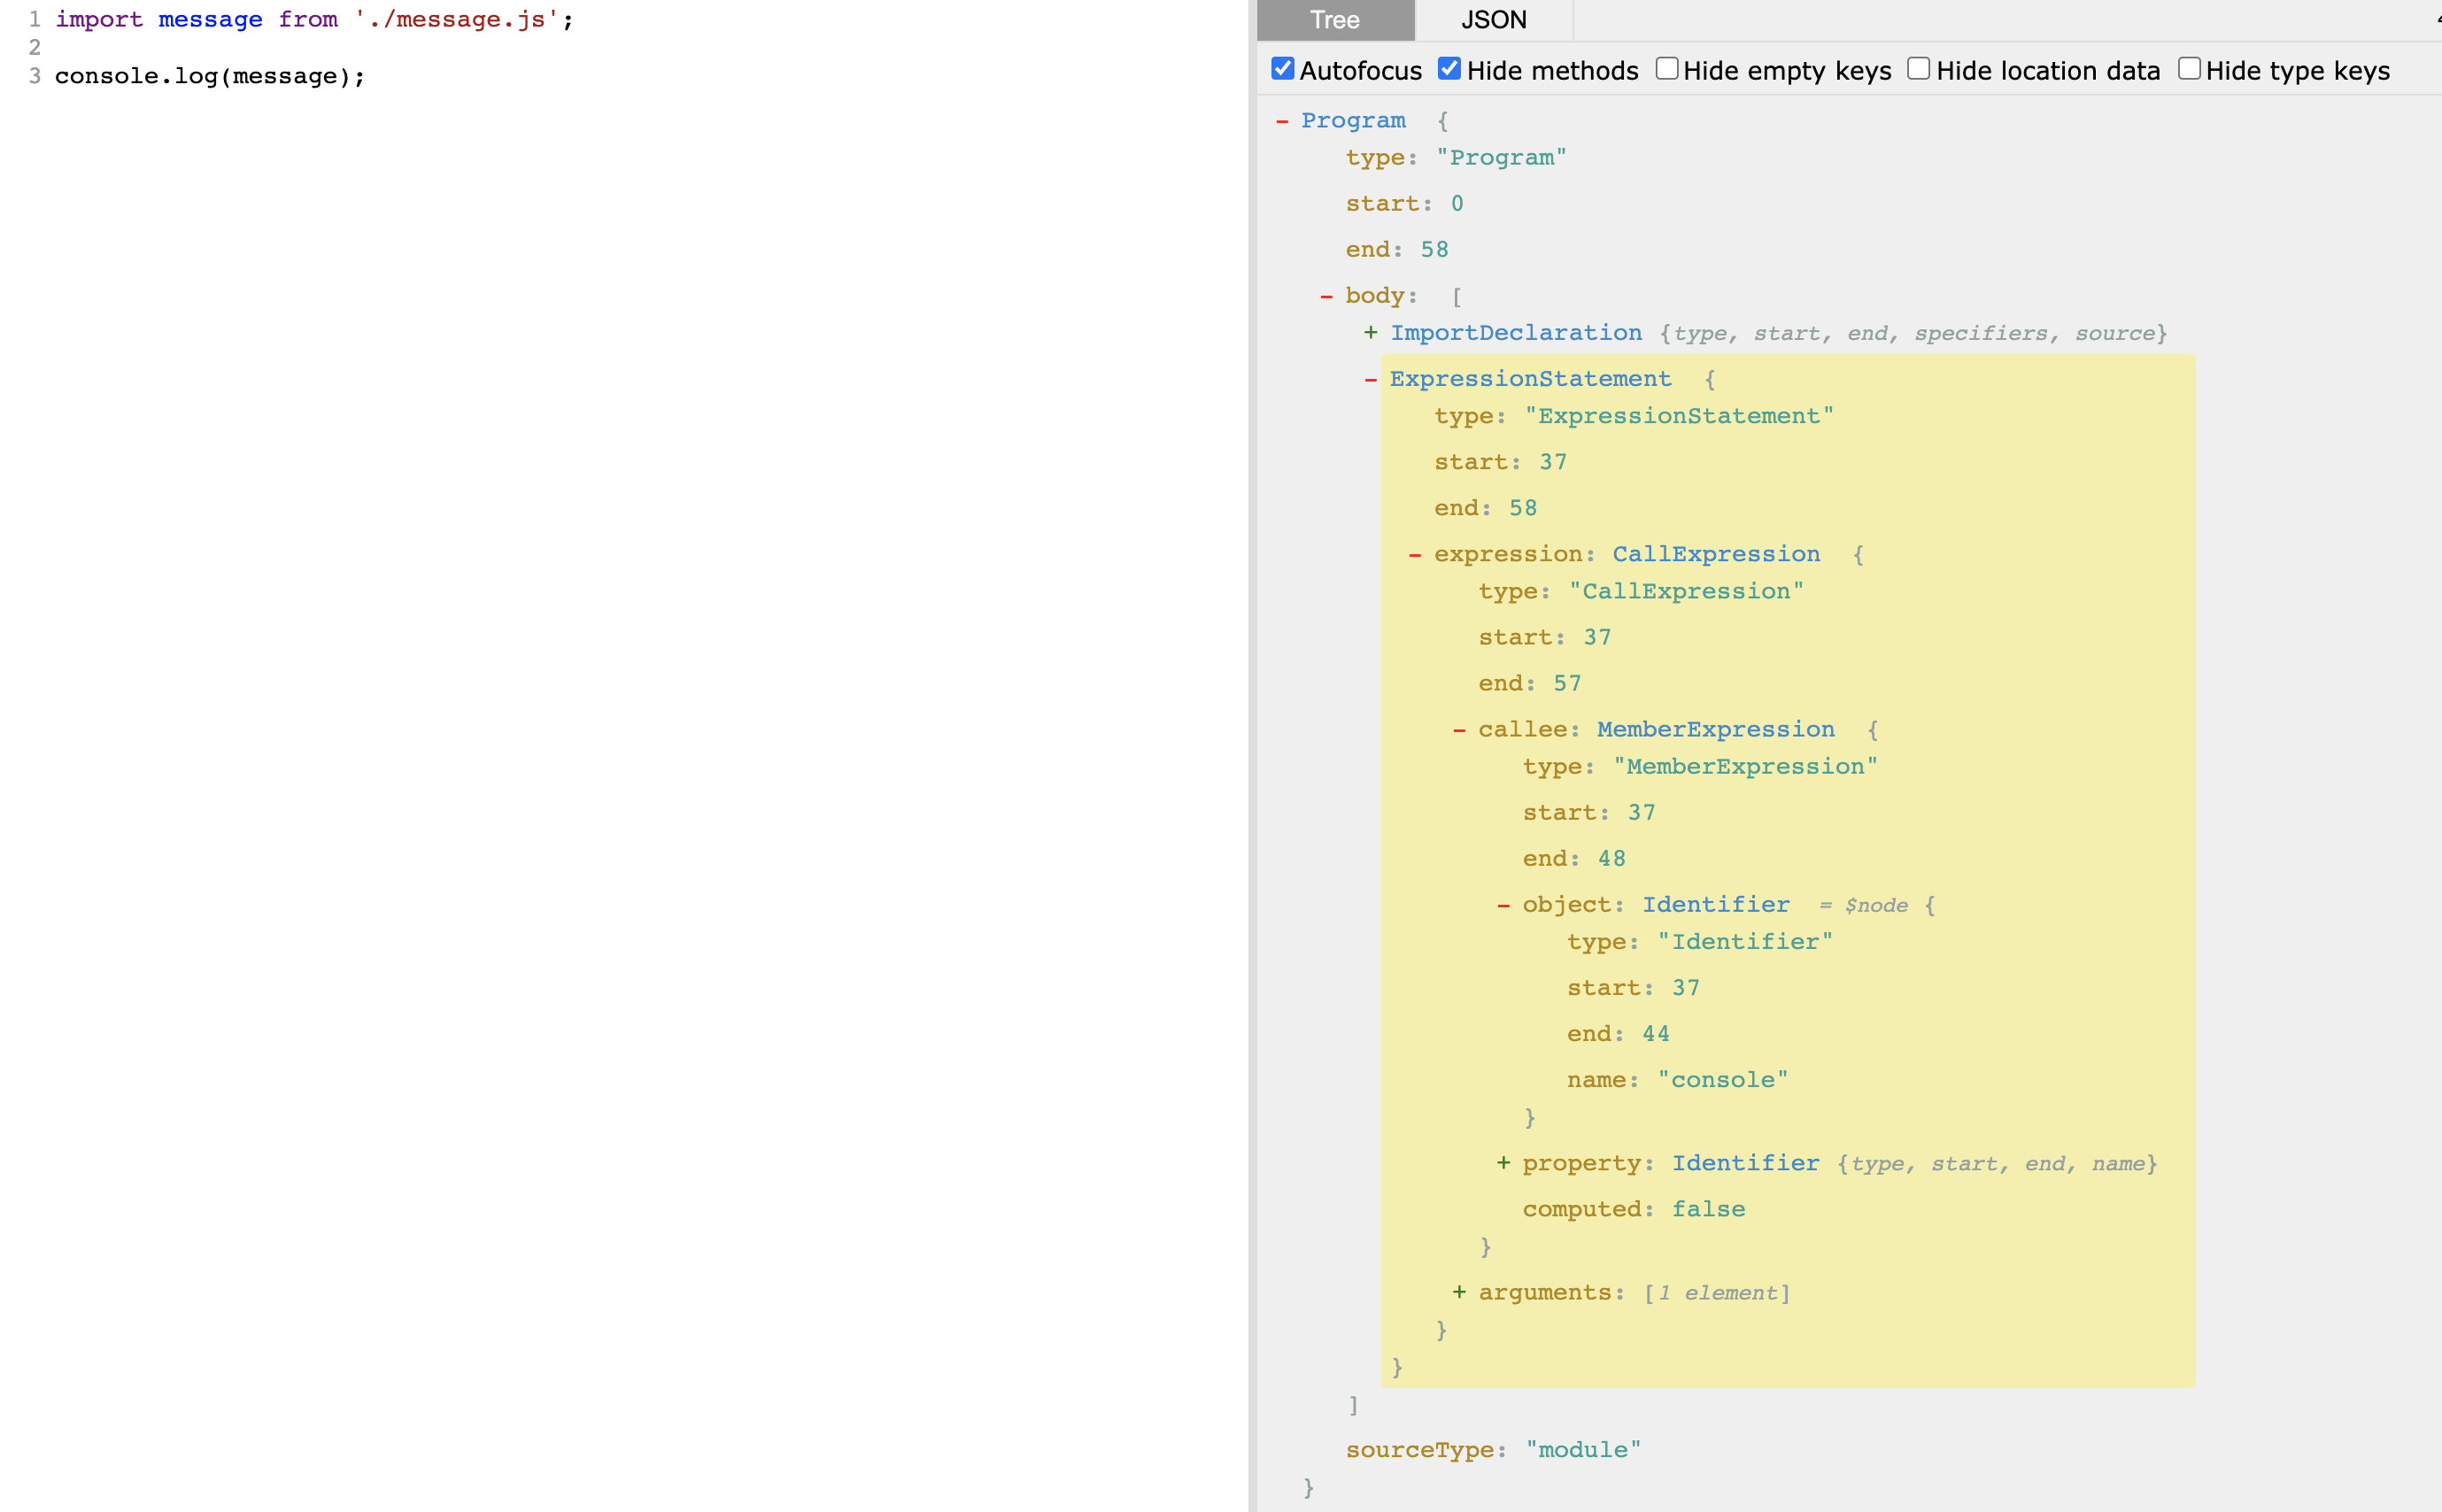 1 import message from './message.js';
2
3 console.log(message);
Tree JSON
Autofocus Hide methods Hide empty keys Hide location data Hide type keys
- Program {
type: "Program"
start: 0
end: 58
- body: [
+ ImportDeclaration {type, start, end, specifiers, source}
- ExpressionStatement {
type: "ExpressionStatement"
start: 37
end: 58
- expression: CallExpression {
type: "CallExpression"
start: 37
end: 57
- callee: MemberExpression {
type: "MemberExpression"
start: 37
end: 48
- object: Identifier = $node {
type: "Identifier"
start: 37
end: 44
name: "console"
}
+ property: Identifier {type, start, end, name}
computed: false
}
+ arguments: [1 element]
}
}
]
sourceType: "module"
}